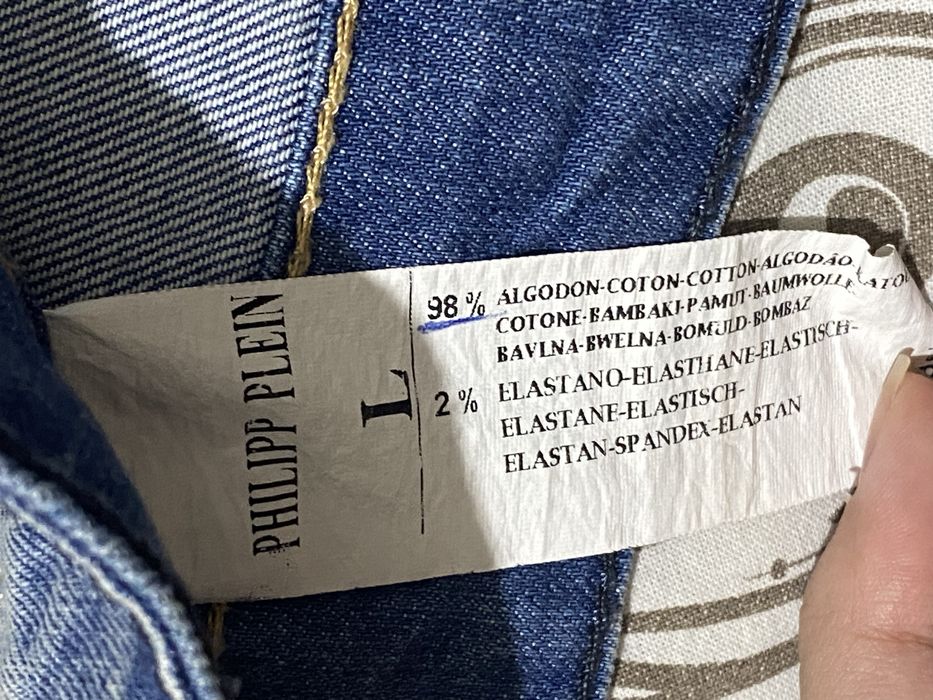 PHILIPP PLEIN
L
98 % ALGODON-COTON-COTTON-ALGODÃO
COTONE-BAMBAKI-PAMUT-BAUMWOLLE
BAVLNA-BWELNA-BOMULD-BOMBAZ
2 % ELASTANO-ELASTHANE-ELASTISCH-
ELASTANE-ELASTISCH-
ELASTAN-SPANDEX-ELASTAN